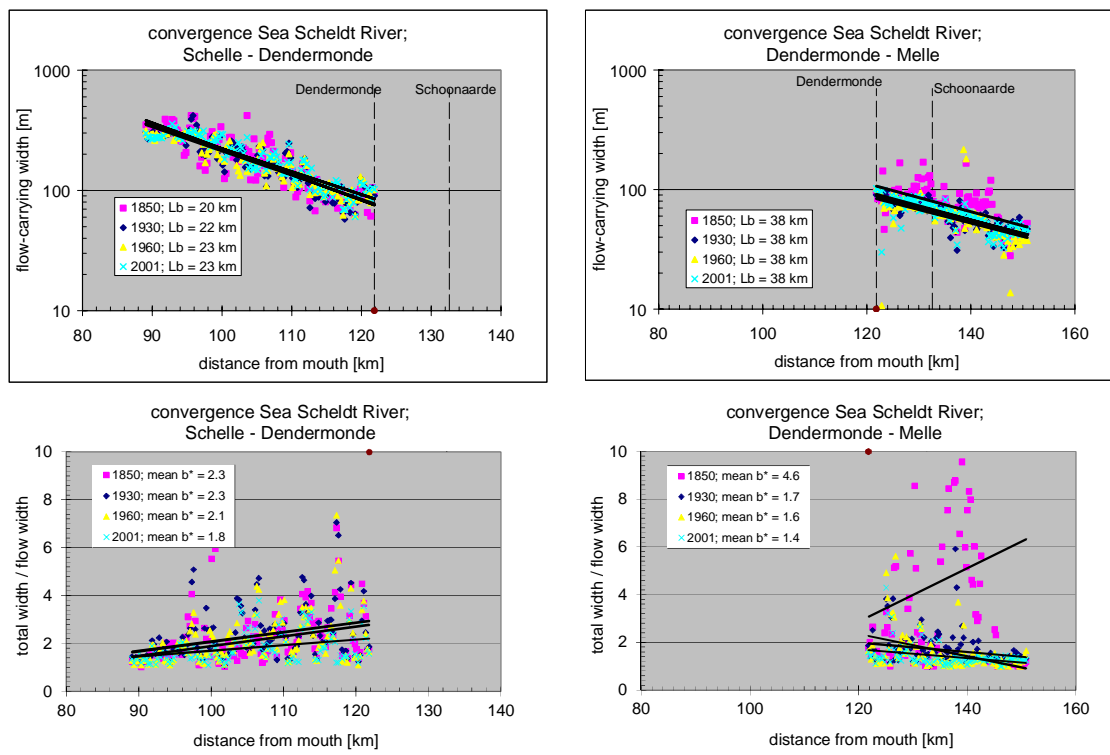 convergence Sea Scheldt River;
Schelle - Dendermonde
flow-carrying width [m]
1000
100
10
Dendermonde
Schoonaarde
1850; Lb = 20 km
1930; Lb = 22 km
1960; Lb = 23 km
2001; Lb = 23 km
80 90 100 110 120 130 140
distance from mouth [km]
convergence Sea Scheldt River;
Dendermonde - Melle
flow-carrying width [m]
1000
100
10
Dendermonde
Schoonaarde
1850; Lb = 38 km
1930; Lb = 38 km
1960; Lb = 38 km
2001; Lb = 38 km
80 100 120 140 160
distance from mouth [km]
convergence Sea Scheldt River;
Schelle - Dendermonde
total width / flow width
10
8
6
4
2
0
1850; mean b* = 2.3
1930; mean b* = 2.3
1960; mean b* = 2.1
2001; mean b* = 1.8
80 90 100 110 120 130 140
distance from mouth [km]
convergence Sea Scheldt River;
Dendermonde - Melle
total width / flow width
10
8
6
4
2
0
1850; mean b* = 4.6
1930; mean b* = 1.7
1960; mean b* = 1.6
2001; mean b* = 1.4
80 100 120 140 160
distance from mouth [km]